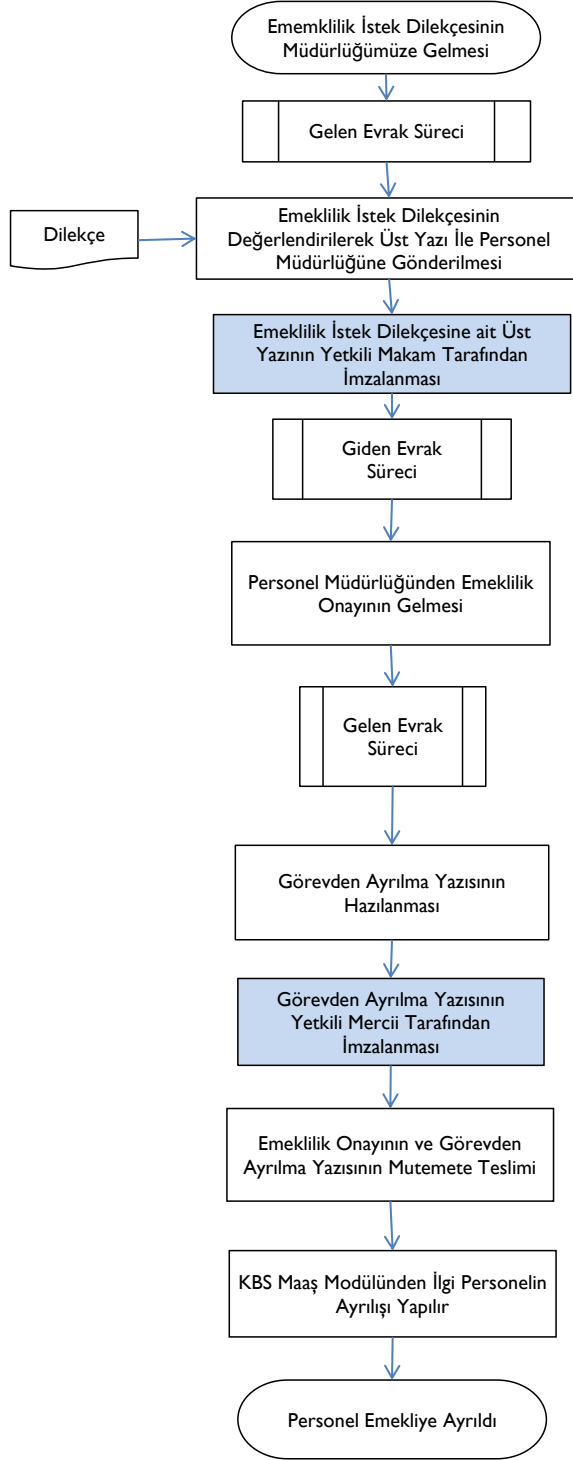 Ememklilik İstek Dilekçesinin
Müdürlüğümüze Gelmesi
Gelen Evrak Süreci
Dilekçe
Emeklilik İstek Dilekçesinin
Değerlendirilerek Üst Yazı İle Personel
Müdürlüğüne Gönderilmesi
Emeklilik İstek Dilekçesine ait Üst
Yazının Yetkili Makam Tarafından
İmzalanması
Giden Evrak
Süreci
Personel Müdürlüğünden Emeklilik
Onayının Gelmesi
Gelen Evrak
Süreci
Görevden Ayrılma Yazısının
Hazılanması
Görevden Ayrılma Yazısının
Yetkili Mercii Tarafından
İmzalanması
Emeklilik Onayının ve Görevden
Ayrılma Yazısının Mutemete Teslimi
KBS Maaş Modülünden İlgi Personelin
Ayrılışı Yapılır
Personel Emekliye Ayrıldı